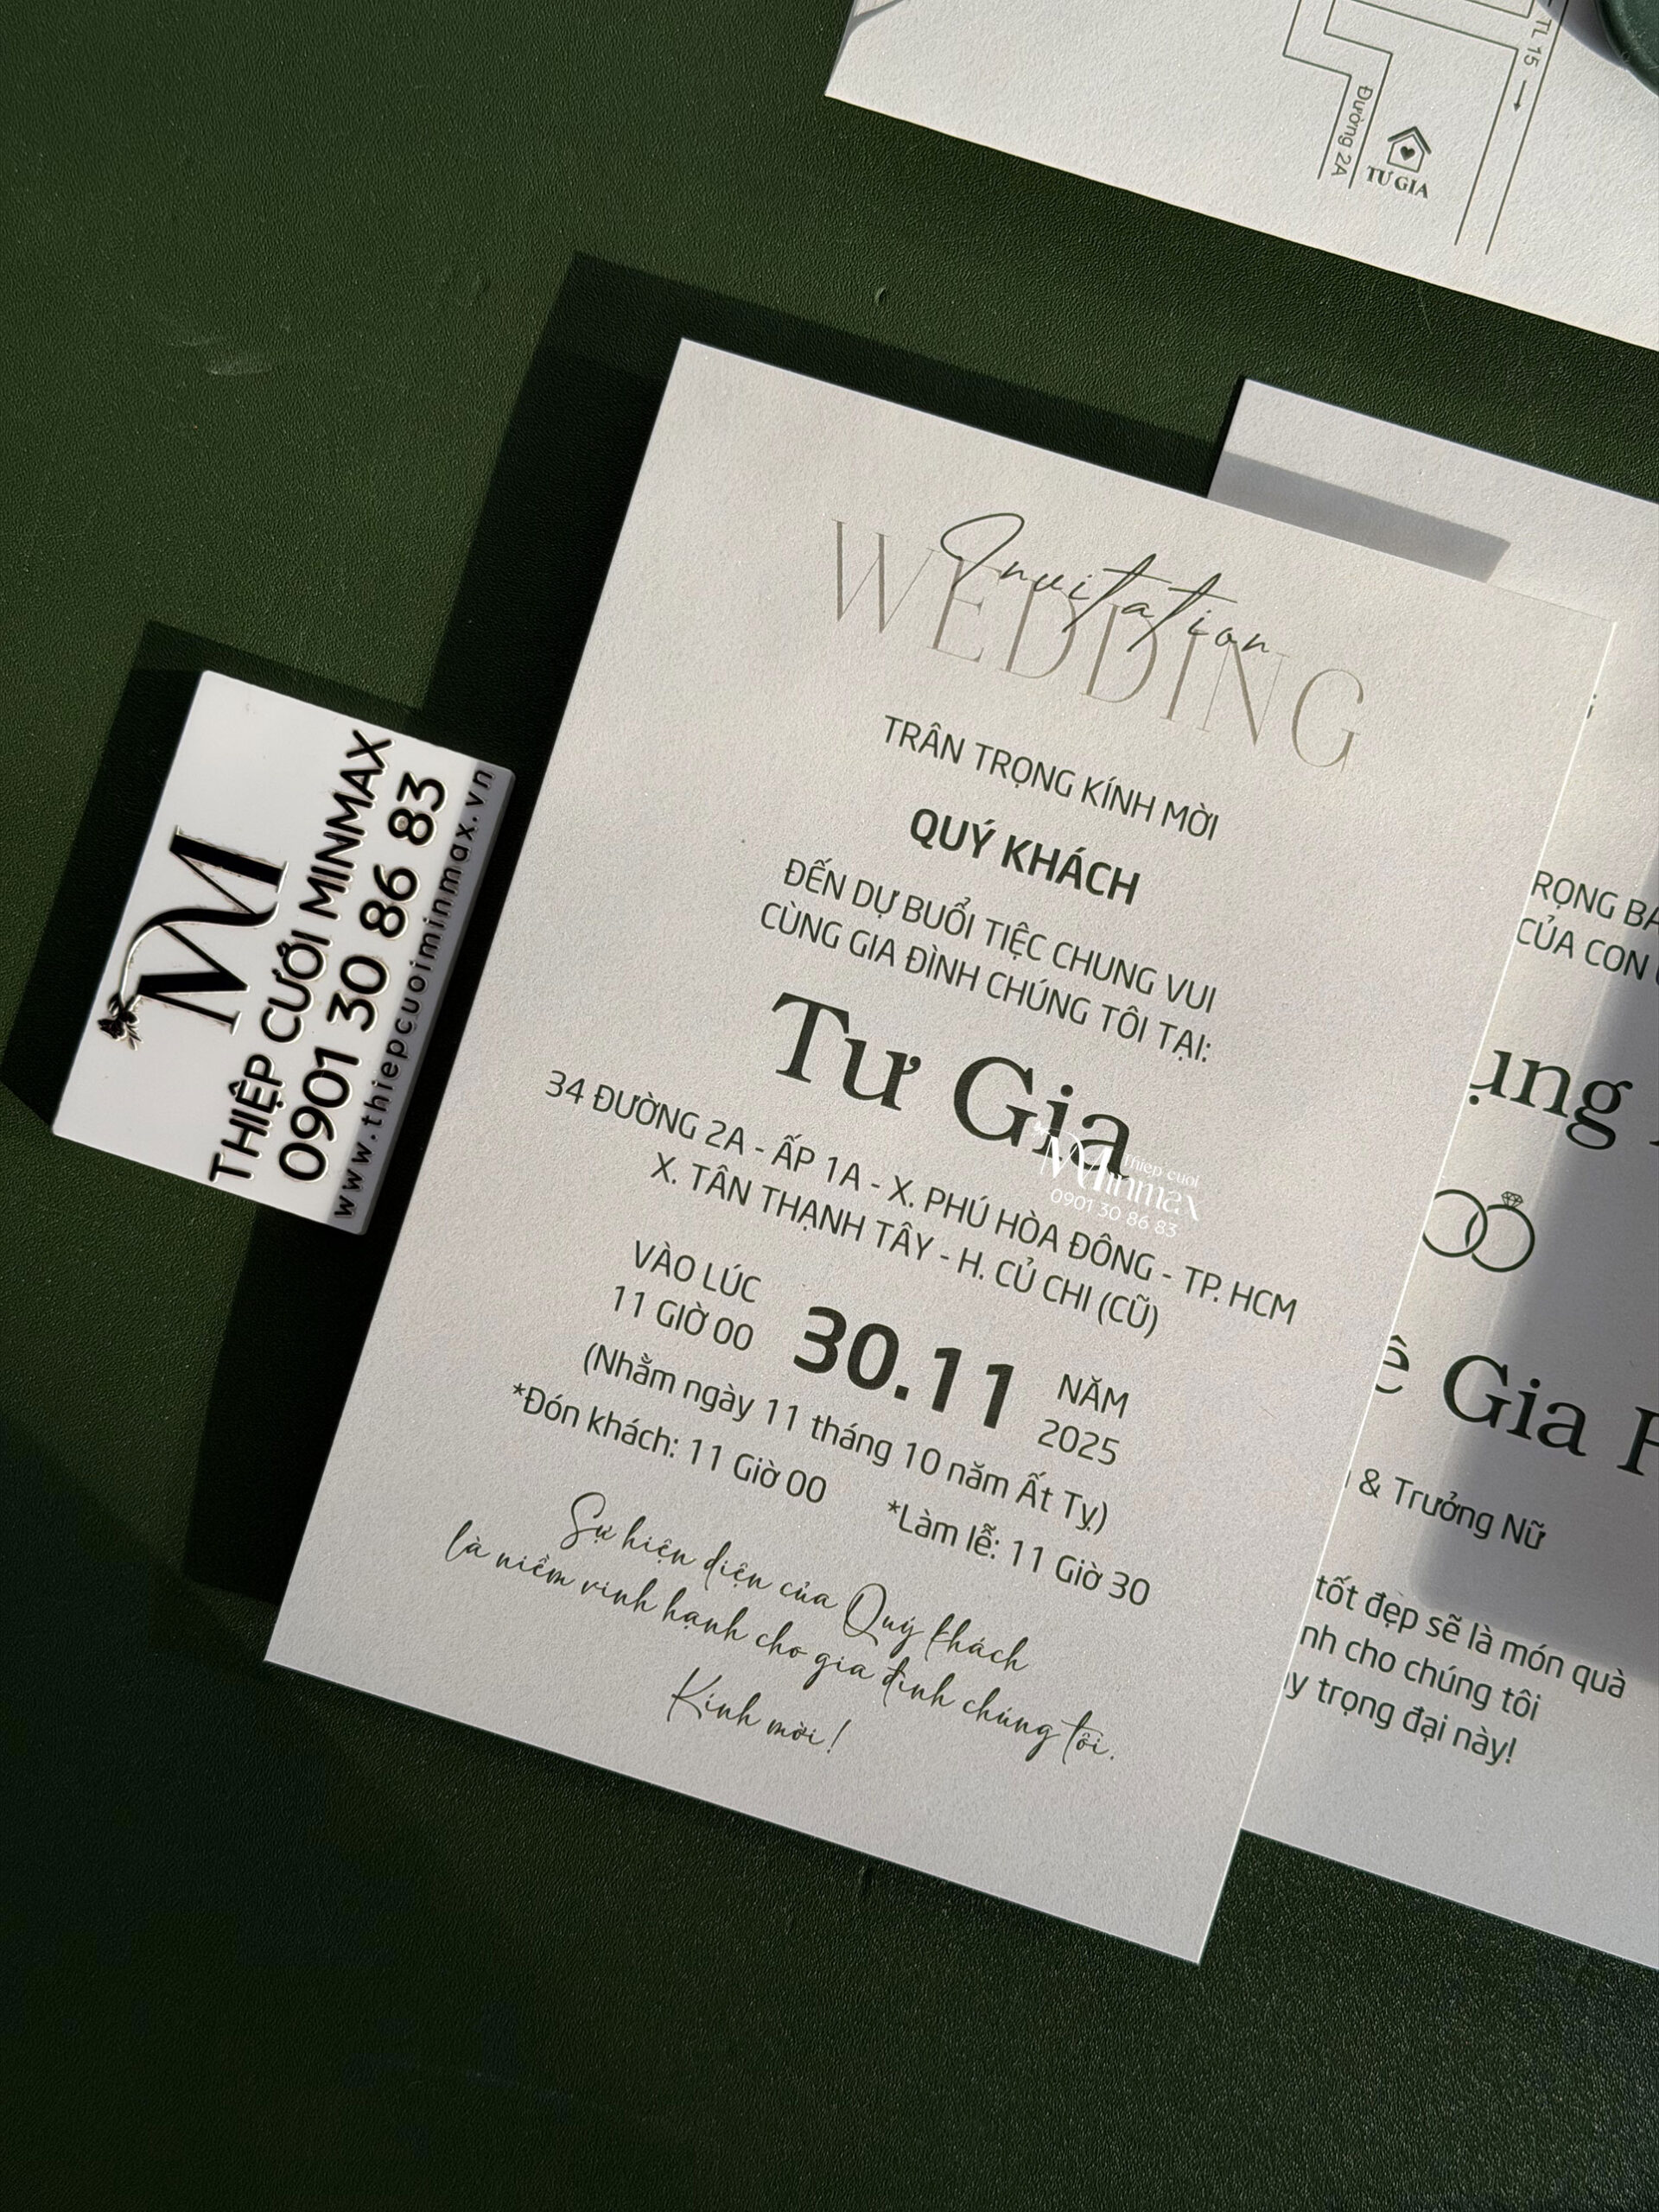 TL 15
Đường 2A
TƯ GIA
Invitation
WEDDING
TRÂN TRỌNG KÍNH MỜI
QUÝ KHÁCH
ĐẾN DỰ BUỔI TIỆC CHUNG VUI
CÙNG GIA ĐÌNH CHÚNG TÔI TẠI:
Tư Gia
34 ĐƯỜNG 2A - ẤP 1A - X. PHÚ HÒA ĐÔNG - TP. HCM
X. TÂN THẠNH TÂY - H. CỦ CHI (CŨ)
VÀO LÚC
11 GIỜ 00
30.11
NĂM
2025
(Nhằm ngày 11 tháng 10 năm Ất Tỵ)
*Đón khách: 11 Giờ 00 *Làm lễ: 11 Giờ 30
Sự hiện diện của Quý khách
là niềm vinh hạnh cho gia đình chúng tôi.
Kính mời!
Thiep cuoi
Minmax
0901 30 86 83
M
THIỆP CƯỚI MINMAX
0901 30 86 83
www.thiepcuoiminmax.vn
RỌNG BÁ
CỦA CON
ụng
ê Gia
& Trưởng Nữ
tốt đẹp sẽ là món quà
nh cho chúng tôi
y trọng đại này!